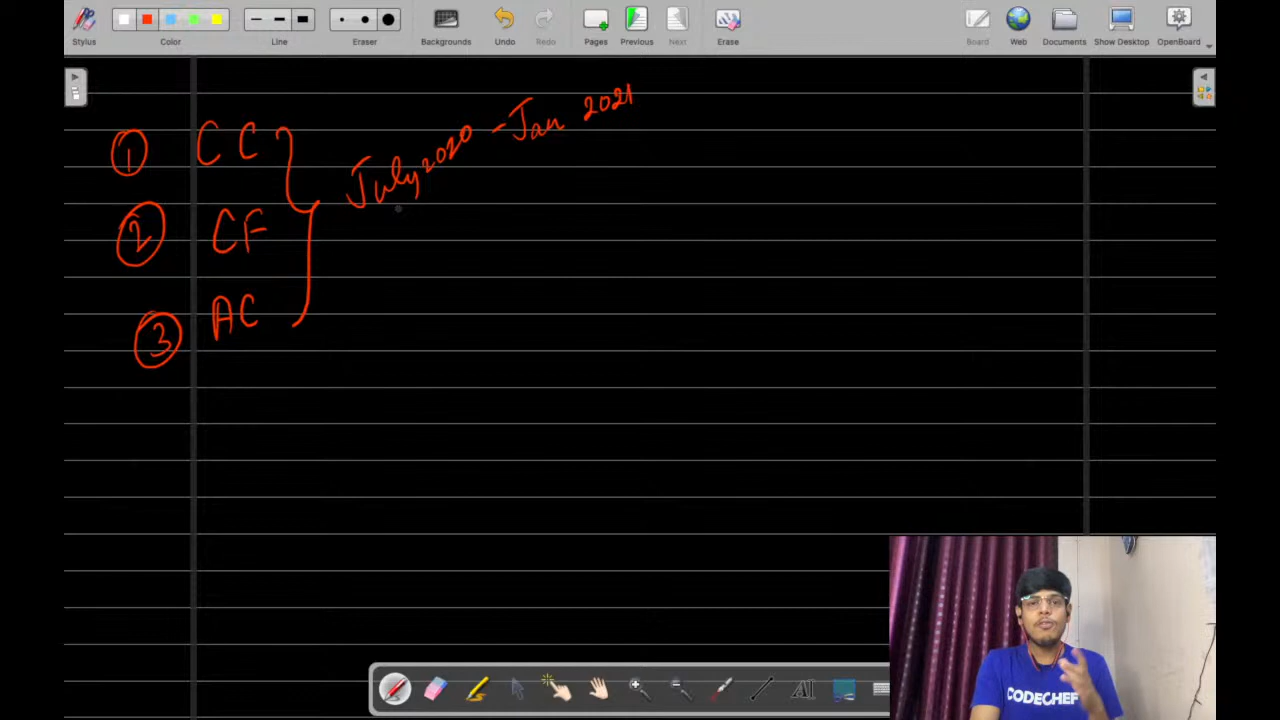 Stylus
Color
Line
Eraser
Backgrounds
Undo
Redo
Pages
Previous
Next
Erase
Board
Web
Documents
Show Desktop
OpenBoard
① CC
July 2020 - Jan 2021
② CF
③ AC
CODECHEF
AI